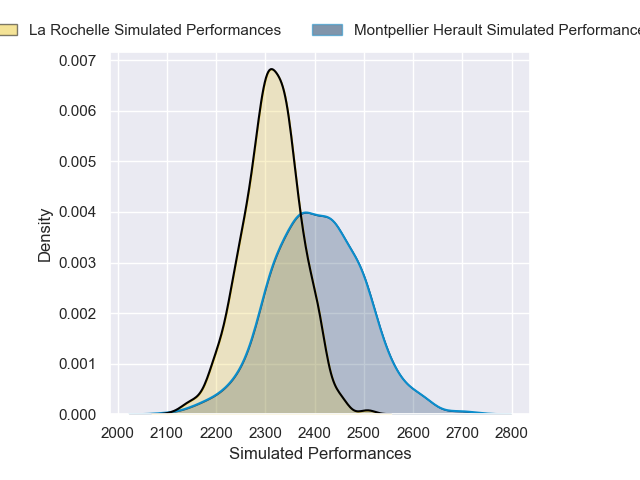 La Rochelle Simulated Performances Montpellier Herault Simulated Performance
0.007
0.006
0.005
0.004
0.003
0.002
0.001
0.000
Density
2000 2100 2200 2300 2400 2500 2600 2700 2800
Simulated Performances